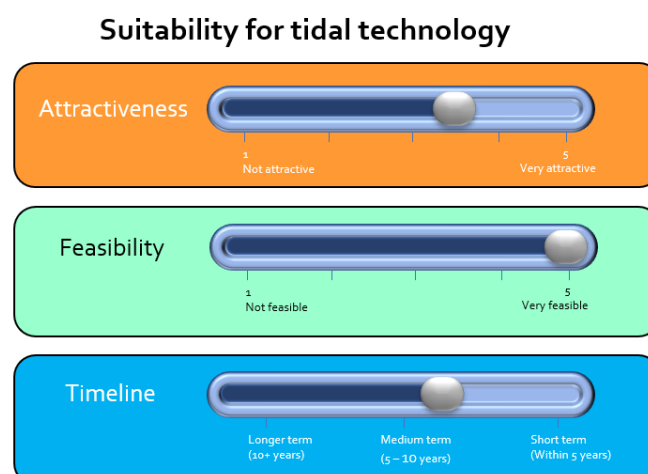 Suitability for tidal technology
Attractiveness
1
5
Not attractive
Very attractive
Feasibility
1
5
Not feasible
Very feasible
Timeline
Longer term
Medium term
Short term
(10+ years)
(5 – 10 years)
(Within 5 years)